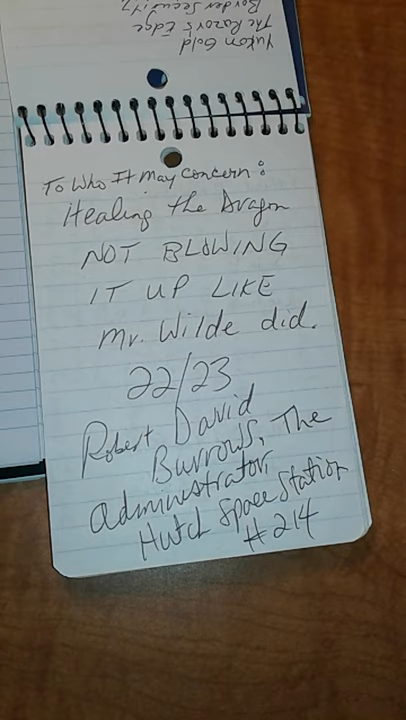 Yukon Gold
The Razors Edge
Border Security
To Who It May Concern:
Healing the Dragon
NOT BLOWING
IT UP LIKE
Mr. Wilde did.
22/23
Robert David
Burrows, The
Administrator,
Hutch Space Station
#214